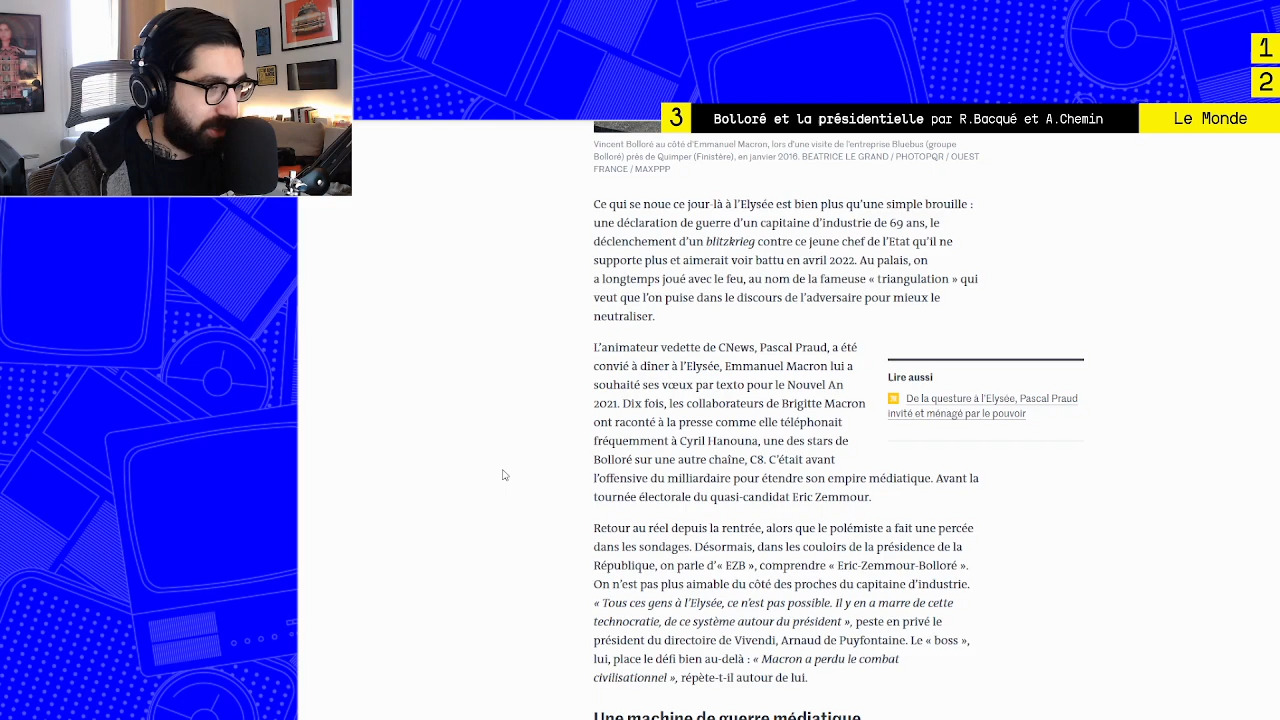 1
2
3 Bolloré et la présidentielle par R.Bacqué et A.Chemin Le Monde
Vincent Bolloré au côté d'Emmanuel Macron, lors d'une visite de l'entreprise Bluebus (groupe
Bolloré) près de Quimper (Finistère), en janvier 2016. BEATRICE LE GRAND / PHOTOPQR / OUEST
FRANCE / MAXPPP
Ce qui se noue ce jour-là à l'Elysée est bien plus qu'une simple brouille :
une déclaration de guerre d'un capitaine d'industrie de 69 ans, le
déclenchement d'un blitzkrieg contre ce jeune chef de l'Etat qu'il ne
supporte plus et aimerait voir battu en avril 2022. Au palais, on
a longtemps joué avec le feu, au nom de la fameuse « triangulation » qui
veut que l'on puise dans le discours de l'adversaire pour mieux le
neutraliser.
L'animateur vedette de CNews, Pascal Praud, a été
convié à dîner à l'Elysée, Emmanuel Macron lui a
souhaité ses vœux par texto pour le Nouvel An
2021. Dix fois, les collaborateurs de Brigitte Macron
ont raconté à la presse comme elle téléphonait
fréquemment à Cyril Hanouna, une des stars de
Bolloré sur une autre chaîne, C8. C'était avant
l'offensive du milliardaire pour étendre son empire médiatique. Avant la
tournée électorale du quasi-candidat Eric Zemmour.
Lire aussi
De la questure à l'Elysée, Pascal Praud
invité et ménagé par le pouvoir
Retour au réel depuis la rentrée, alors que le polémiste a fait une percée
dans les sondages. Désormais, dans les couloirs de la présidence de la
République, on parle d'« EZB », comprendre « Eric-Zemmour-Bolloré ».
On n'est pas plus aimable du côté des proches du capitaine d'industrie.
« Tous ces gens à l'Elysée, ce n'est pas possible. Il y en a marre de cette
technocratie, de ce système autour du président », peste en privé le
président du directoire de Vivendi, Arnaud de Puyfontaine. Le « boss »,
lui, place le défi bien au-delà : « Macron a perdu le combat
civilisationnel », répète-t-il autour de lui.
Une machine de guerre médiatique